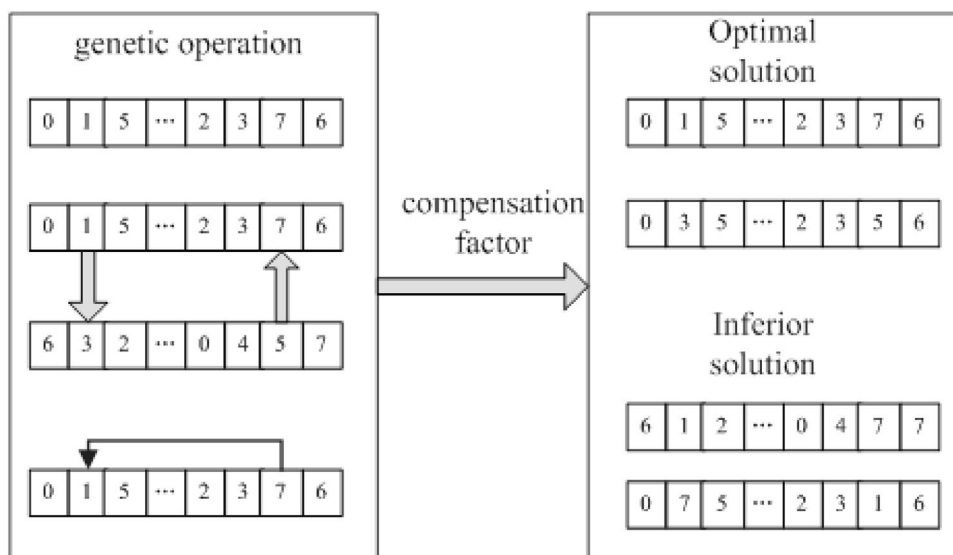 genetic operation
0 1 5 ... 2 3 7 6
0 1 5 ... 2 3 7 6
6 3 2 ... 0 4 5 7
0 1 5 ... 2 3 7 6
compensation
factor
Optimal
solution
0 1 5 ... 2 3 7 6
0 3 5 ... 2 3 5 6
Inferior
solution
6 1 2 ... 0 4 7 7
0 7 5 ... 2 3 1 6